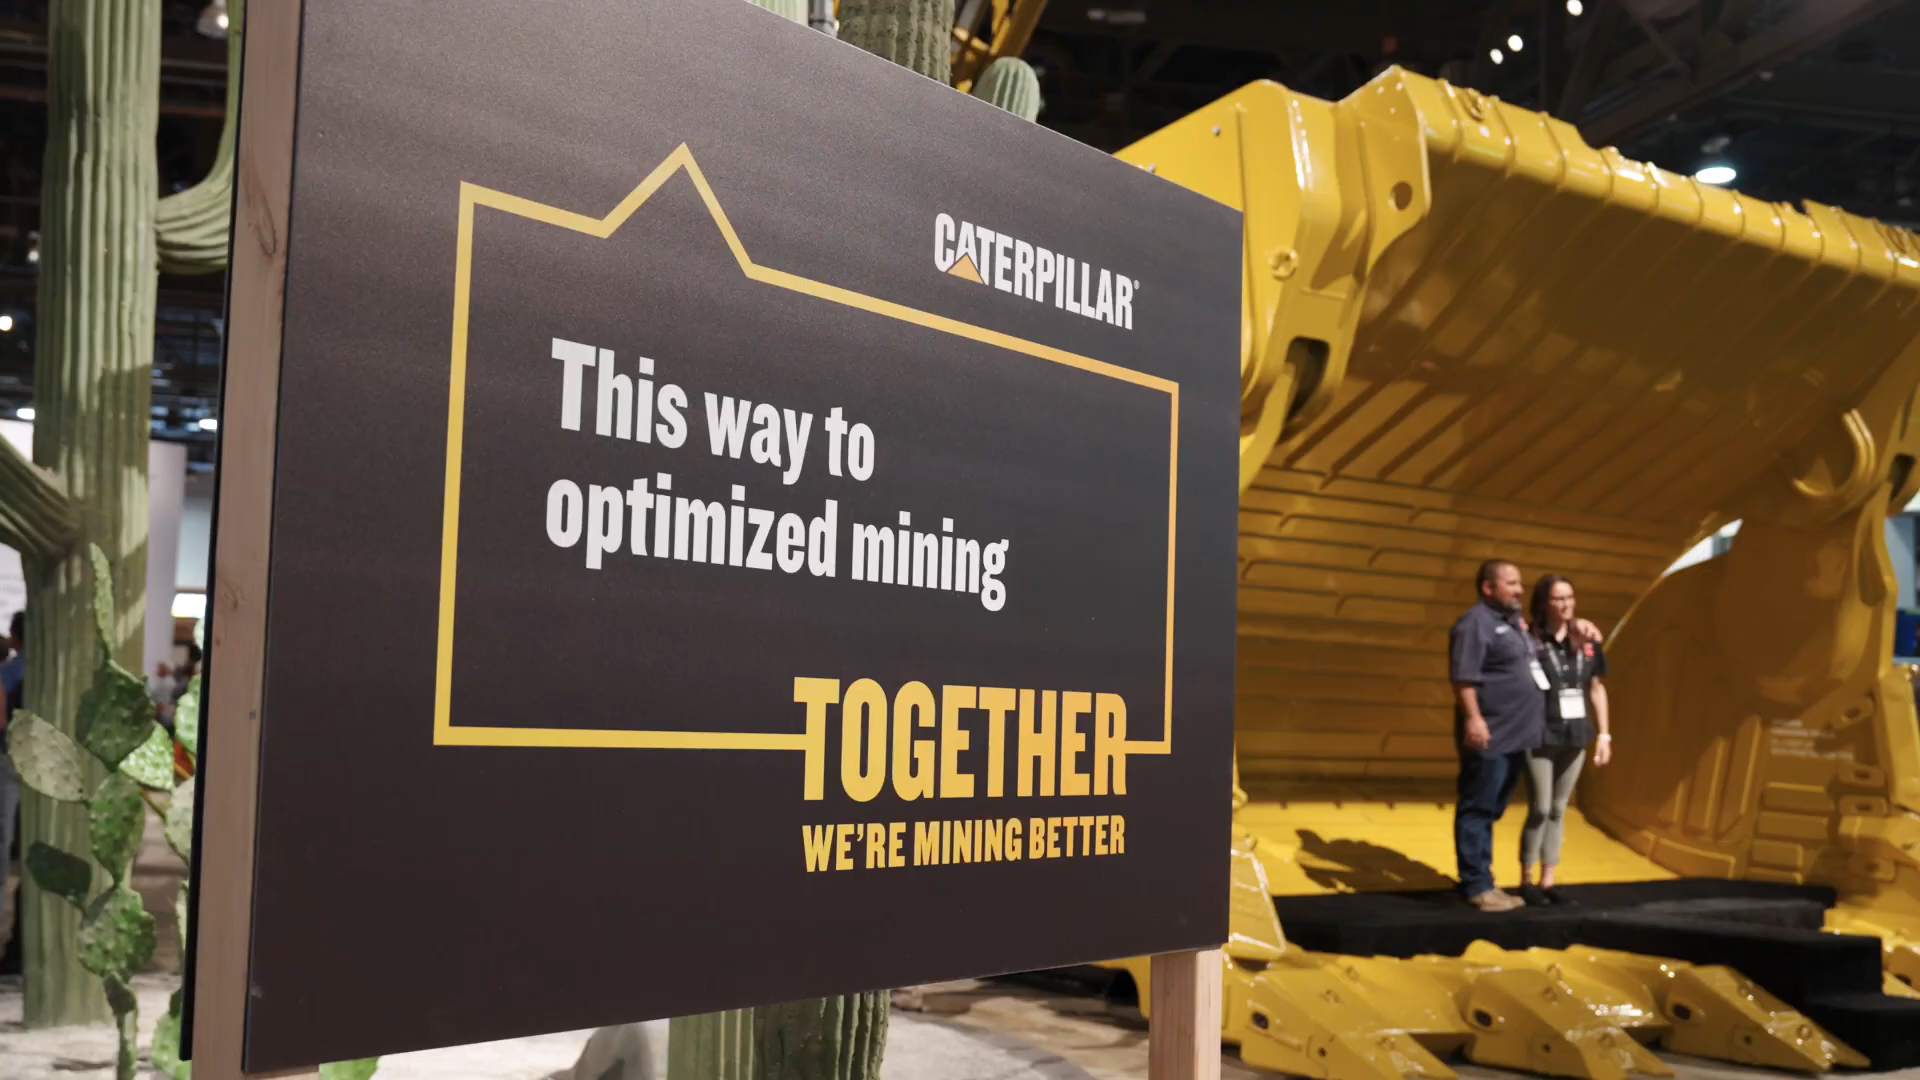 CATERPILLAR®
This way to
optimized mining
TOGETHER
WE'RE MINING BETTER